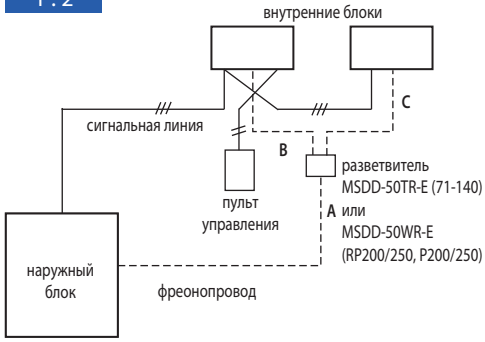 1 : 2
внутренние блоки
C
сигнальная линия
B
разветвитель
MSDD-50TR-E (71-140)
A или
MSDD-50WR-E
(RP200/250, P200/250)
пульт
управления
наружный
блок
фреонопровод